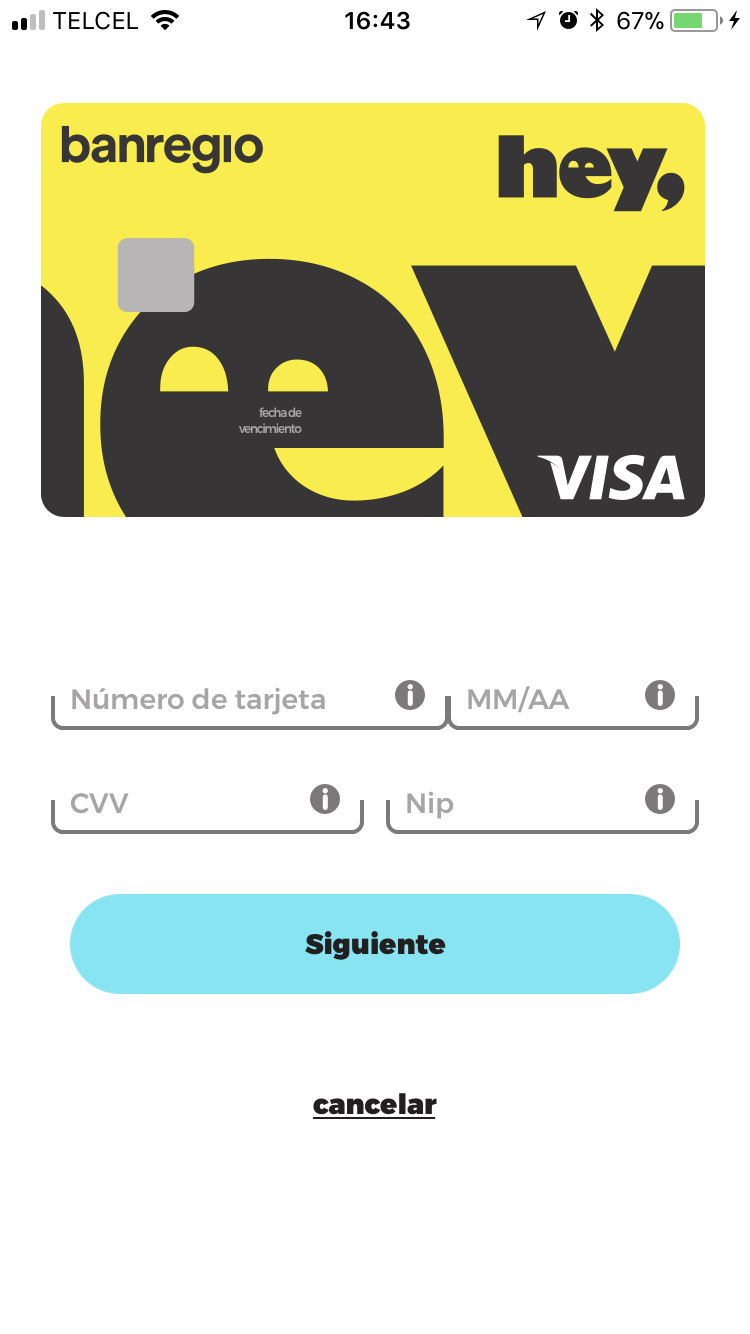 TELCEL 16:43 67%
banregio
hey,
hey
fecha de
vencimiento
VISA
Número de tarjeta MM/AA
CVV Nip
Siguiente
cancelar